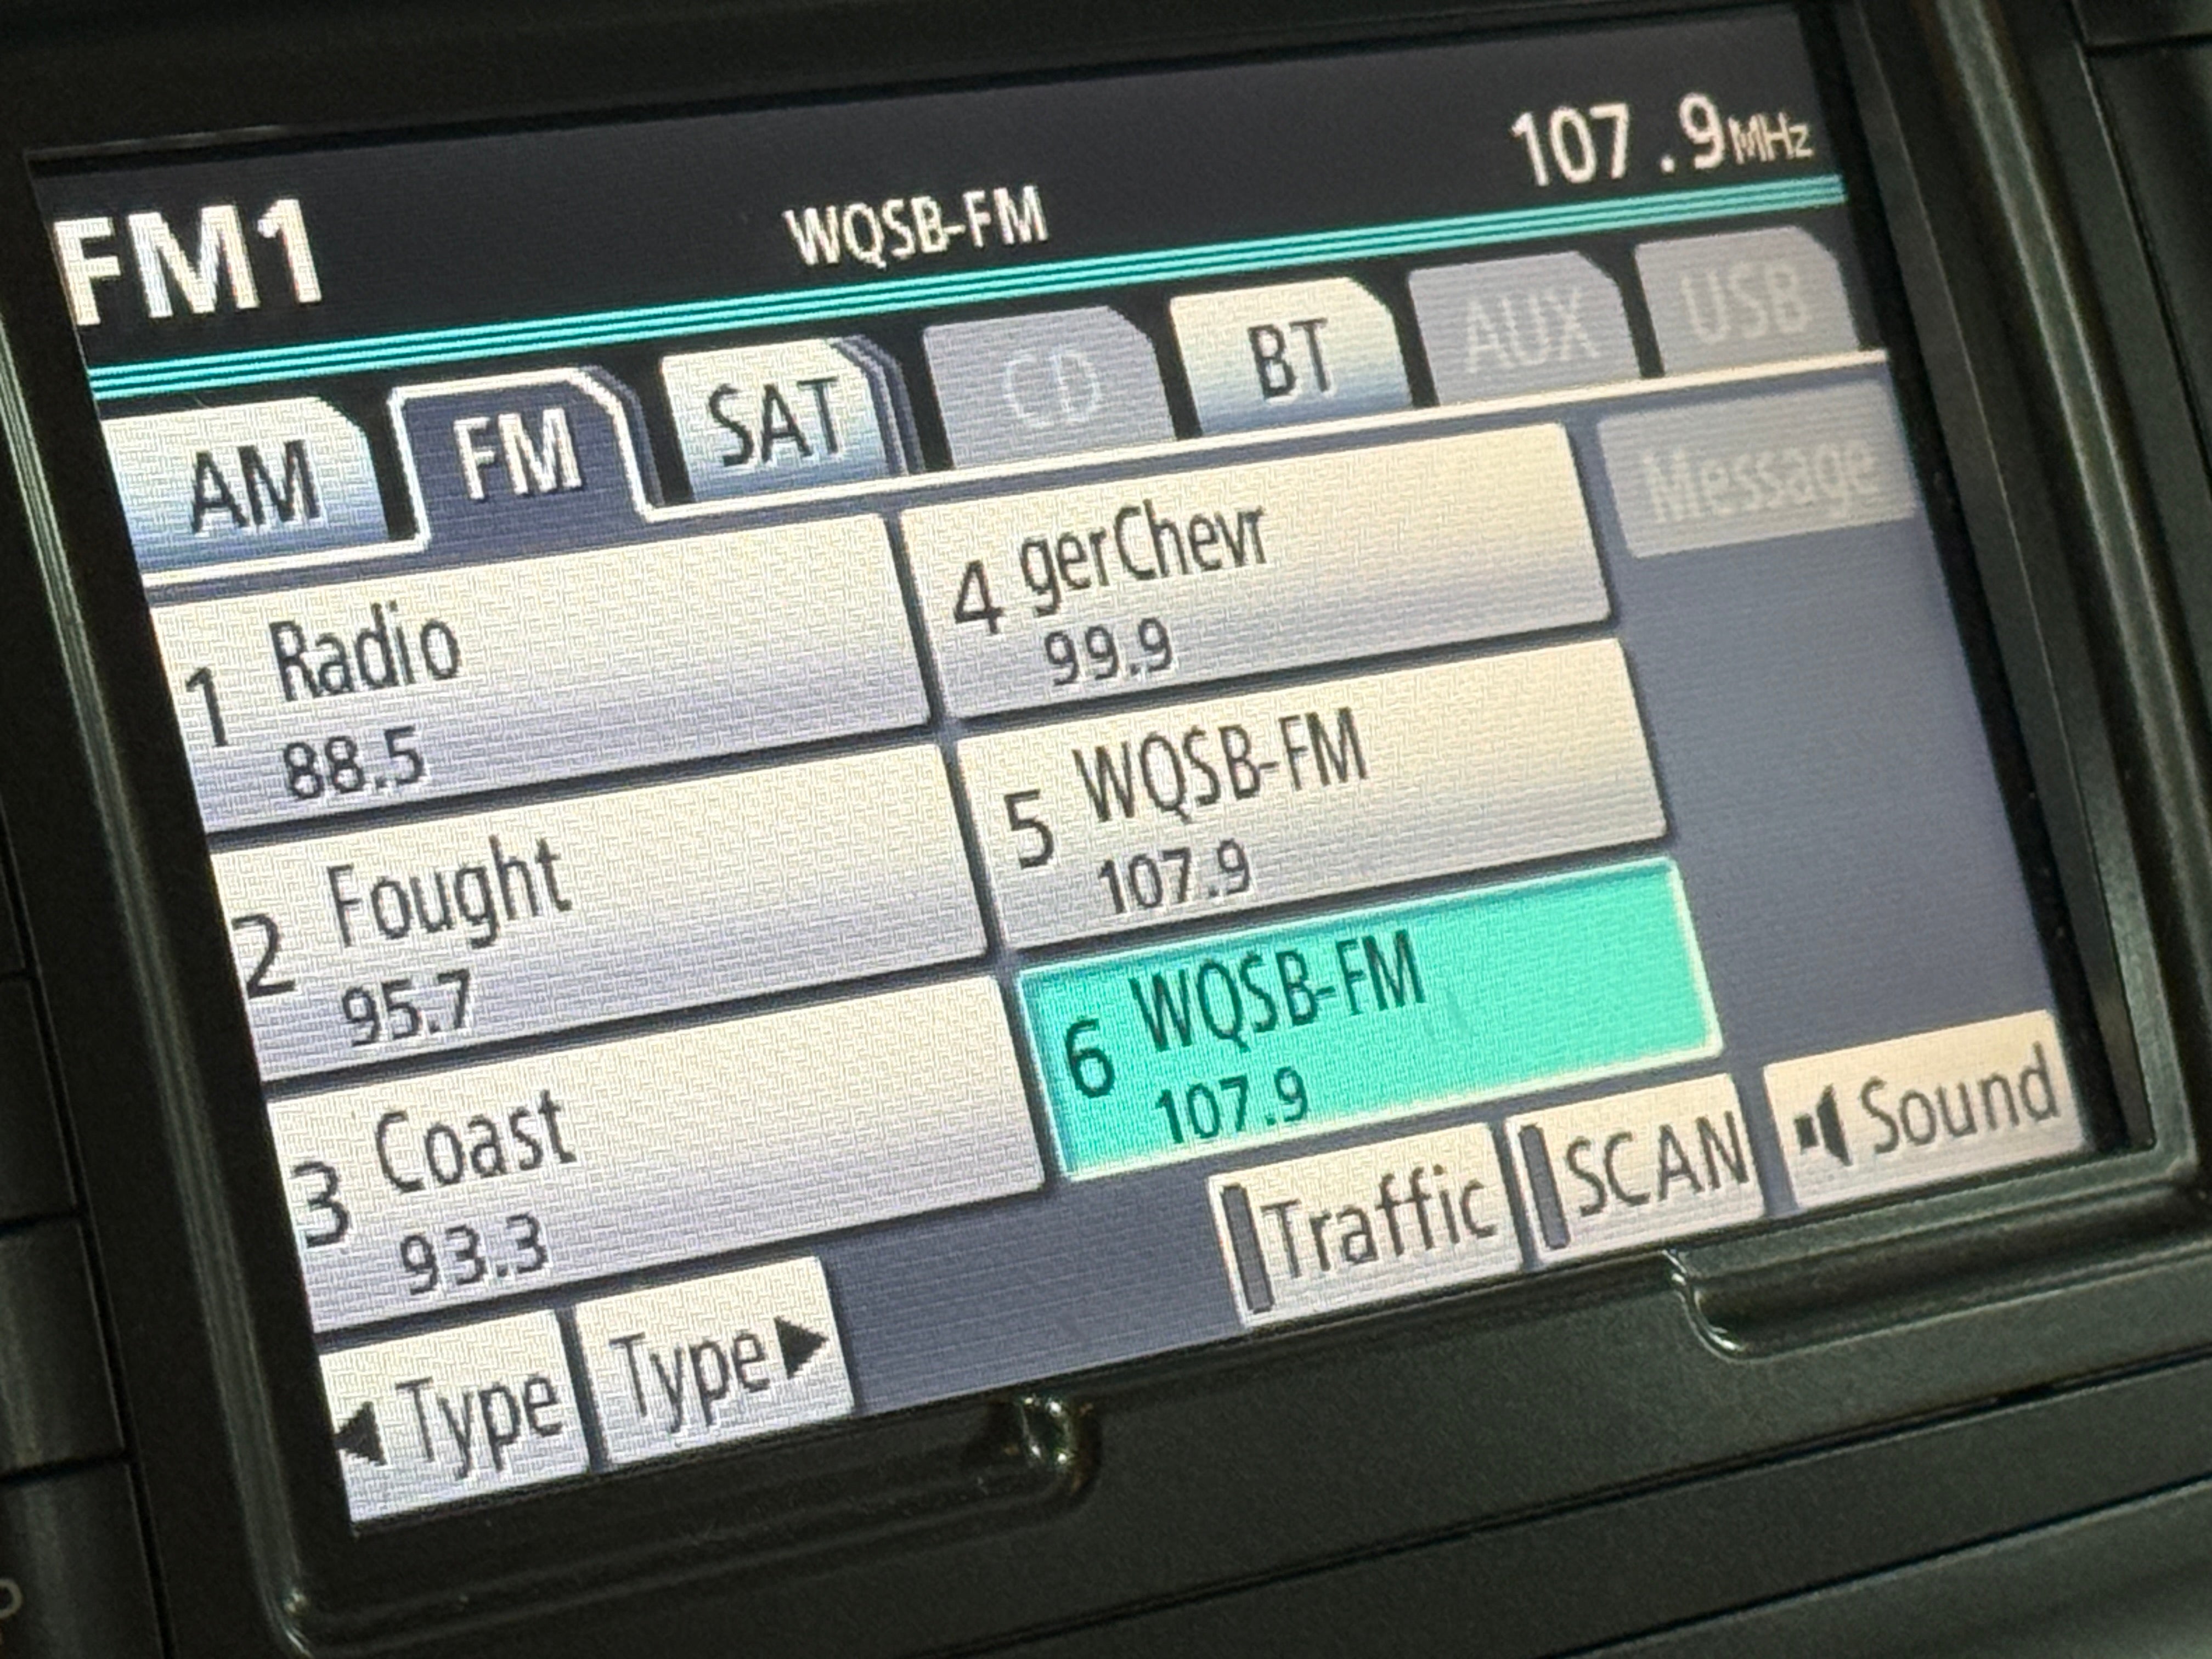 FM1
WQSB-FM
107.9MHz
AM
FM
SAT
CD
BT
AUX
USB
Message
1 Radio
88.5
2 Fought
95.7
3 Coast
93.3
4 gerChevr
99.9
5 WQSB-FM
107.9
6 WQSB-FM
107.9
Type
Type
Traffic
SCAN
Sound